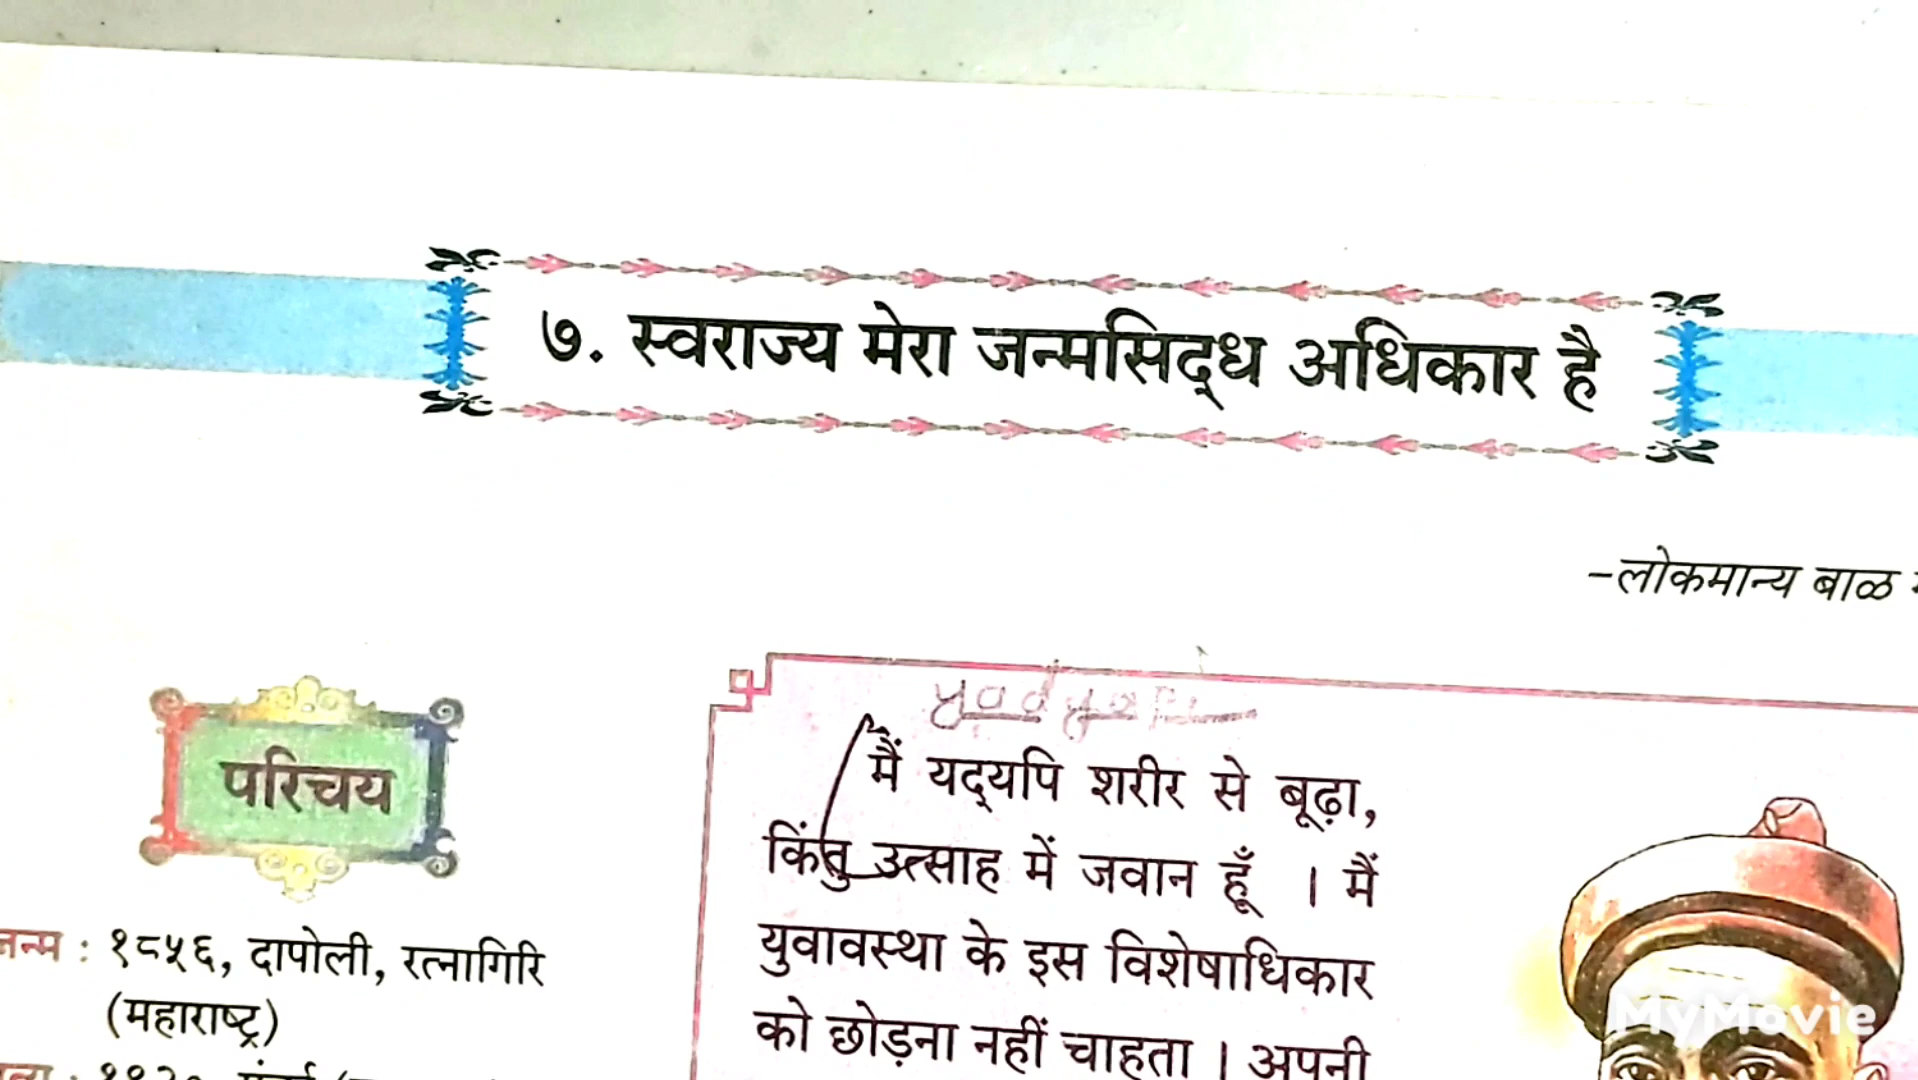 ७. स्वराज्य मेरा जन्मसिद्ध अधिकार है
-लोकमान्य बाळ
परिचय
जन्म : १८५६, दापोली, रत्नागिरि
(महाराष्ट्र)
yadyapi
मैं यद्यपि शरीर से बूढ़ा,
किंतु उत्साह में जवान हूँ । मैं
युवावस्था के इस विशेषाधिकार
को छोड़ना नहीं चाहता । अपनी
MyMovie